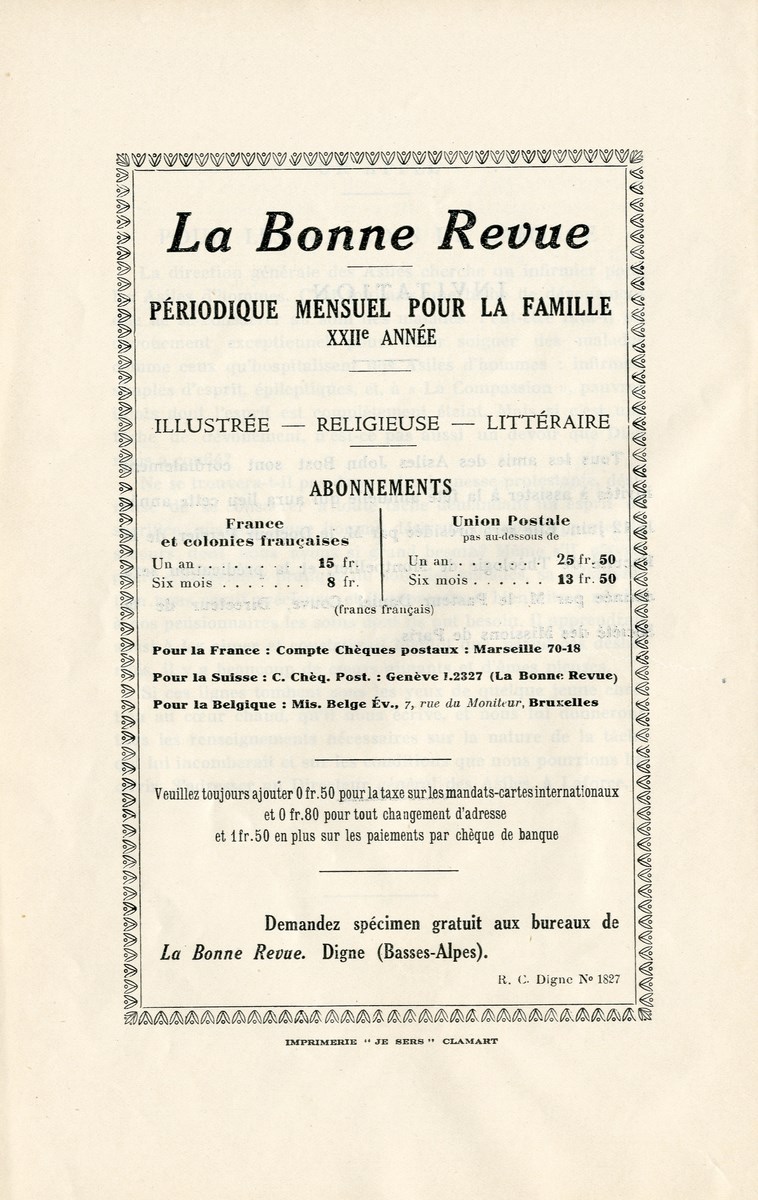 La Bonne Revue
PÉRIODIQUE MENSUEL POUR LA FAMILLE
XXIIe ANNÉE
ILLUSTRÉE — RELIGIEUSE — LITTÉRAIRE
ABONNEMENTS
France
et colonies françaises
Un an. . . . . . . . . 15 fr.
Six mois . . . . . . . 8 fr.
Union Postale
pas au-dessous de
Un an. . . . . . . . 25 fr. 50
Six mois . . . . . . 13 fr. 50
(francs français)
Pour la France : Compte Chèques postaux : Marseille 70-18
Pour la Suisse : C. Chèq. Post. : Genève I.2327 (La Bonne Revue)
Pour la Belgique : Mis. Belge Év., 7, rue du Moniteur, Bruxelles
Veuillez toujours ajouter 0 fr. 50 pour la taxe sur les mandats-cartes internationaux
et 0 fr. 80 pour tout changement d'adresse
et 1 fr. 50 en plus sur les paiements par chèque de banque
Demandez spécimen gratuit aux bureaux de
La Bonne Revue. Digne (Basses-Alpes).
R. C. Digne Nº 1827
IMPRIMERIE " JE SERS " CLAMART